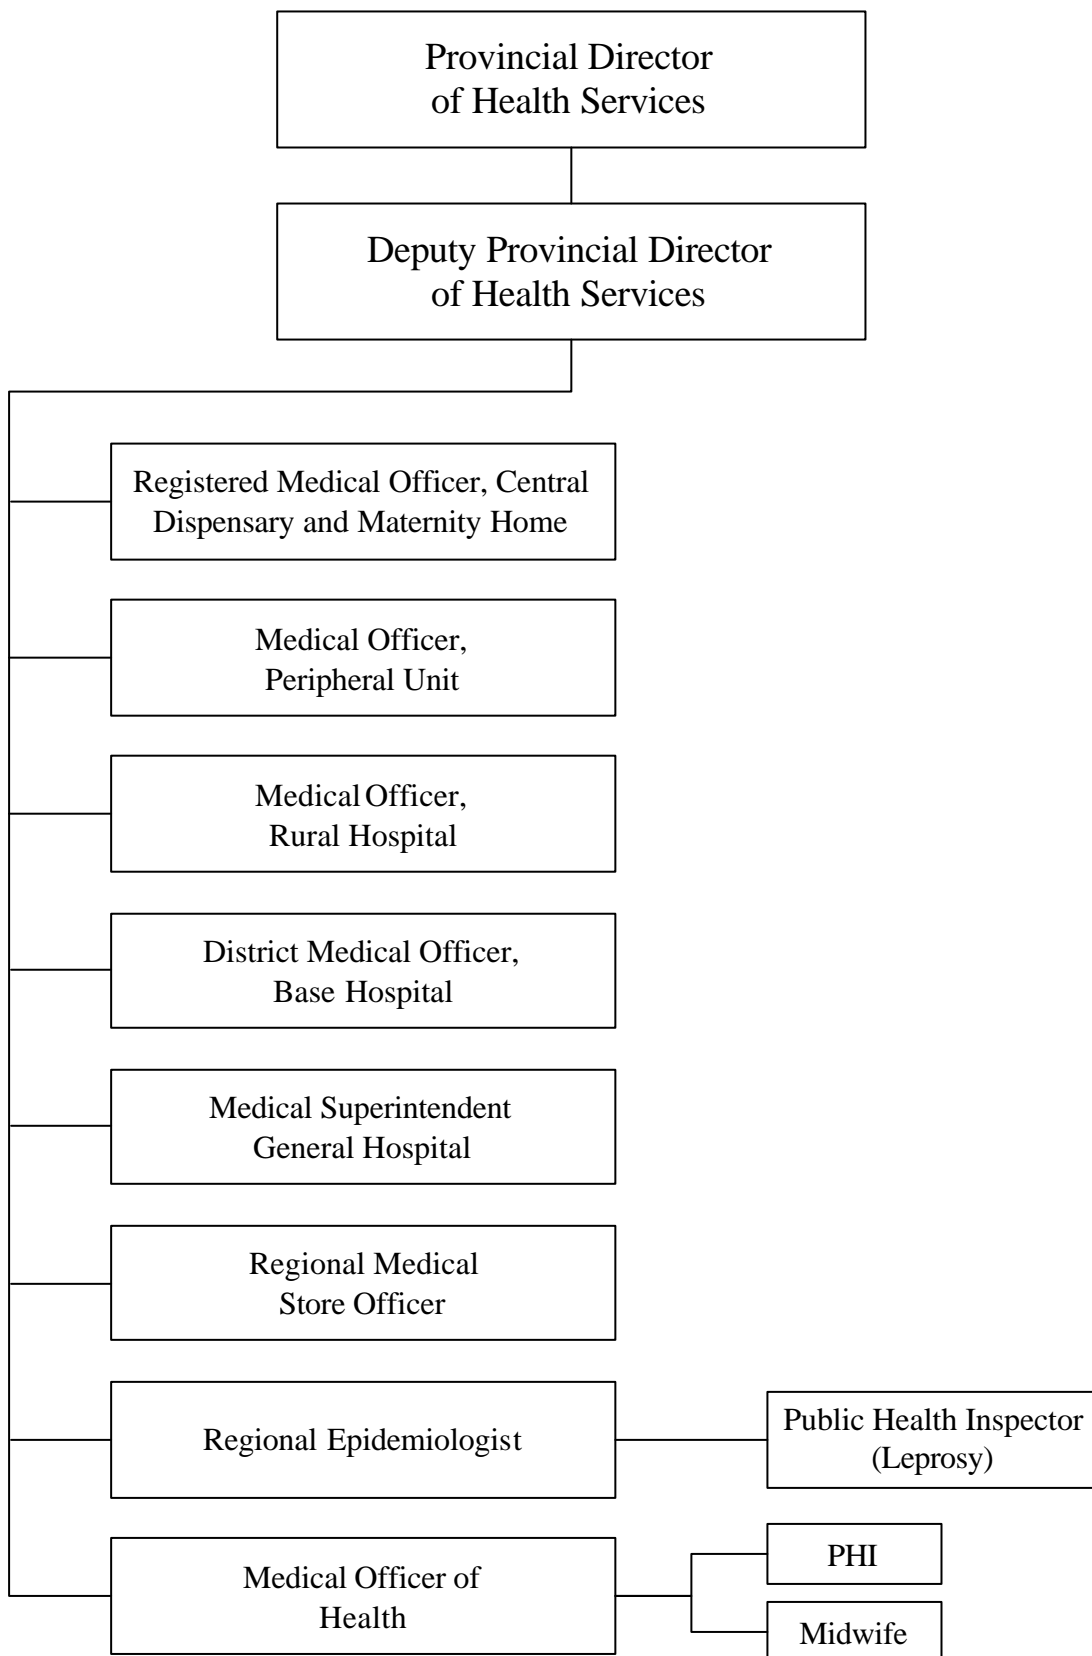 Provincial Director
of Health Services
Deputy Provincial Director
of Health Services
Registered Medical Officer, Central
Dispensary and Maternity Home
Medical Officer,
Peripheral Unit
Medical Officer,
Rural Hospital
District Medical Officer,
Base Hospital
Medical Superintendent
General Hospital
Regional Medical
Store Officer
Regional Epidemiologist
Public Health Inspector
(Leprosy)
Medical Officer of
Health
PHI
Midwife